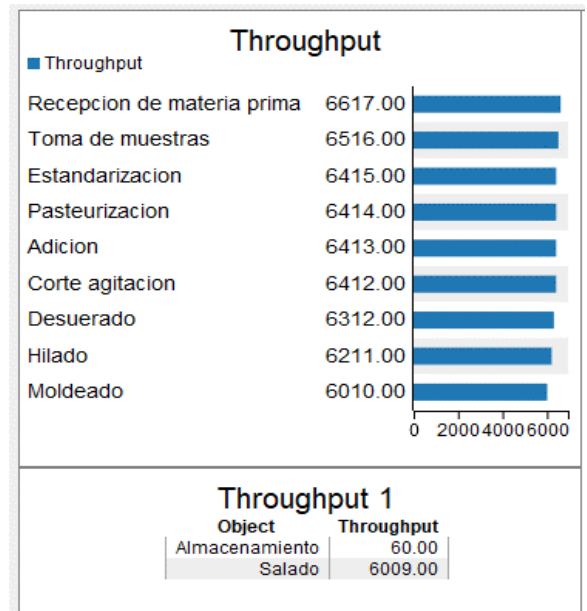 Throughput
Throughput
Recepcion de materia prima 6617.00
Toma de muestras 6516.00
Estandarizacion 6415.00
Pasteurizacion 6414.00
Adicion 6413.00
Corte agitacion 6412.00
Desuerado 6312.00
Hilado 6211.00
Moldeado 6010.00
0 2000 4000 6000
Throughput 1
Object Throughput
Almacenamiento 60.00
Salado 6009.00